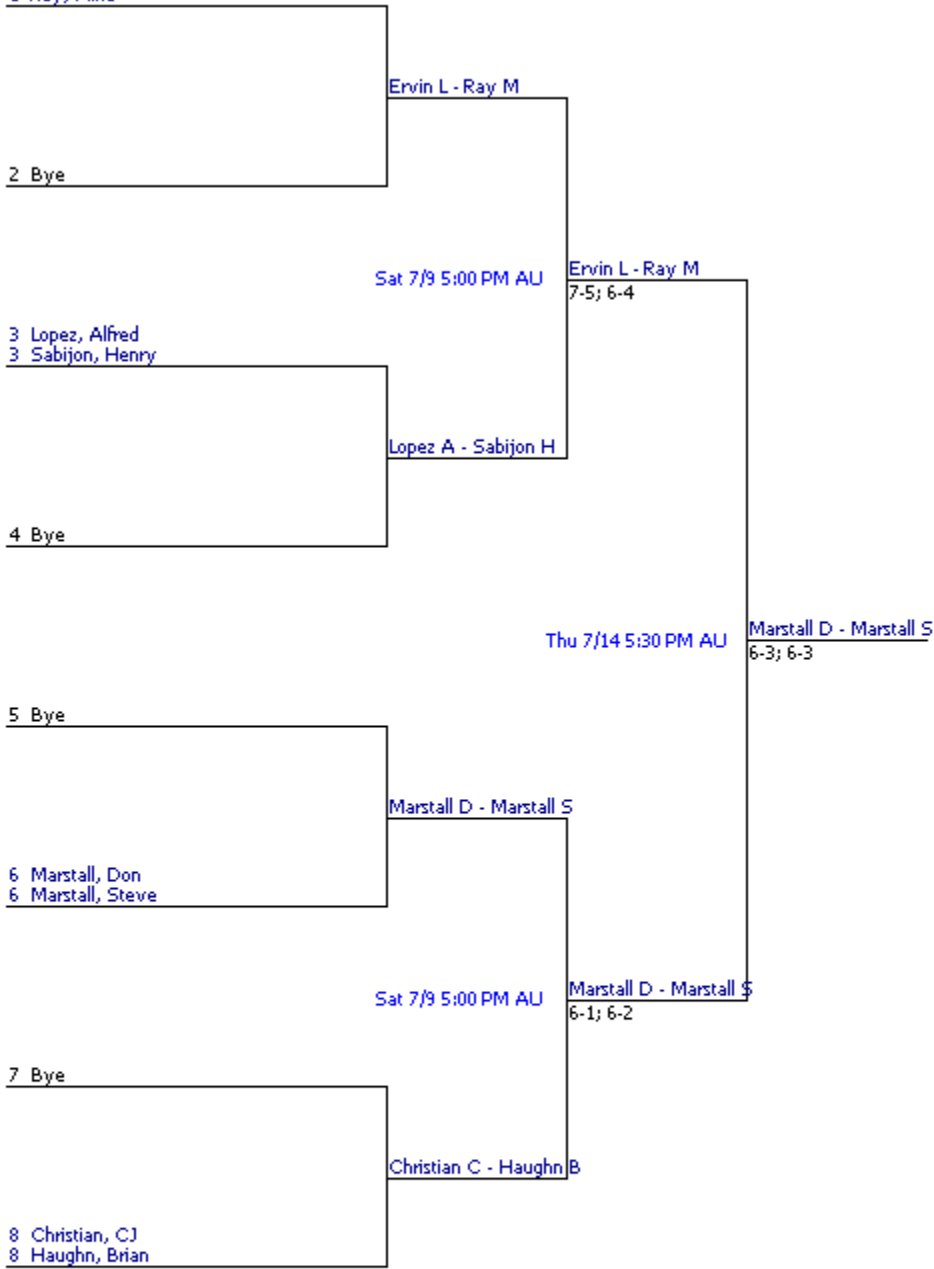 Ervin L - Ray M
2 Bye
Sat 7/9 5:00 PM AU
Ervin L - Ray M
7-5; 6-4
3 Lopez, Alfred
3 Sabijon, Henry
Lopez A - Sabijon H
4 Bye
Thu 7/14 5:30 PM AU
Marstall D - Marstall S
6-3; 6-3
5 Bye
Marstall D - Marstall S
6 Marstall, Don
6 Marstall, Steve
Sat 7/9 5:00 PM AU
Marstall D - Marstall S
6-1; 6-2
7 Bye
Christian C - Haughn B
8 Christian, CJ
8 Haughn, Brian